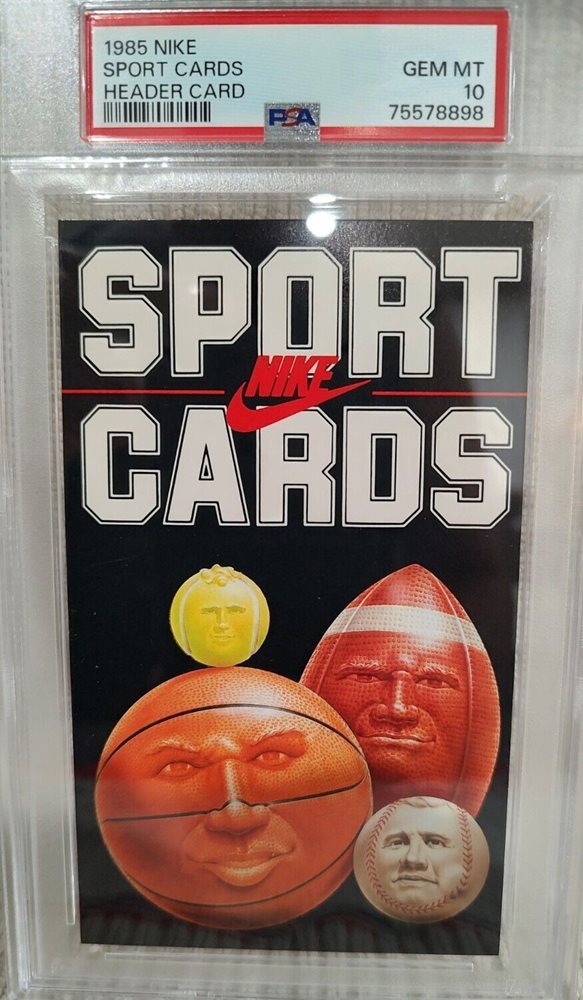 1985 NIKE
SPORT CARDS
HEADER CARD
GEM MT
10
PSA
75578898
SPORT
NIKE
CARDS